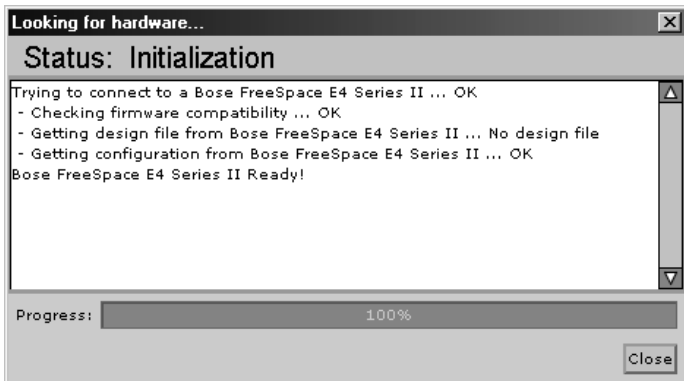 Looking for hardware...
Status: Initialization
Trying to connect to a Bose FreeSpace E4 Series II ... OK
- Checking firmware compatibility ... OK
- Getting design file from Bose FreeSpace E4 Series II ... No design file
- Getting configuration from Bose FreeSpace E4 Series II ... OK
Bose FreeSpace E4 Series II Ready!
Progress: 100%
Close